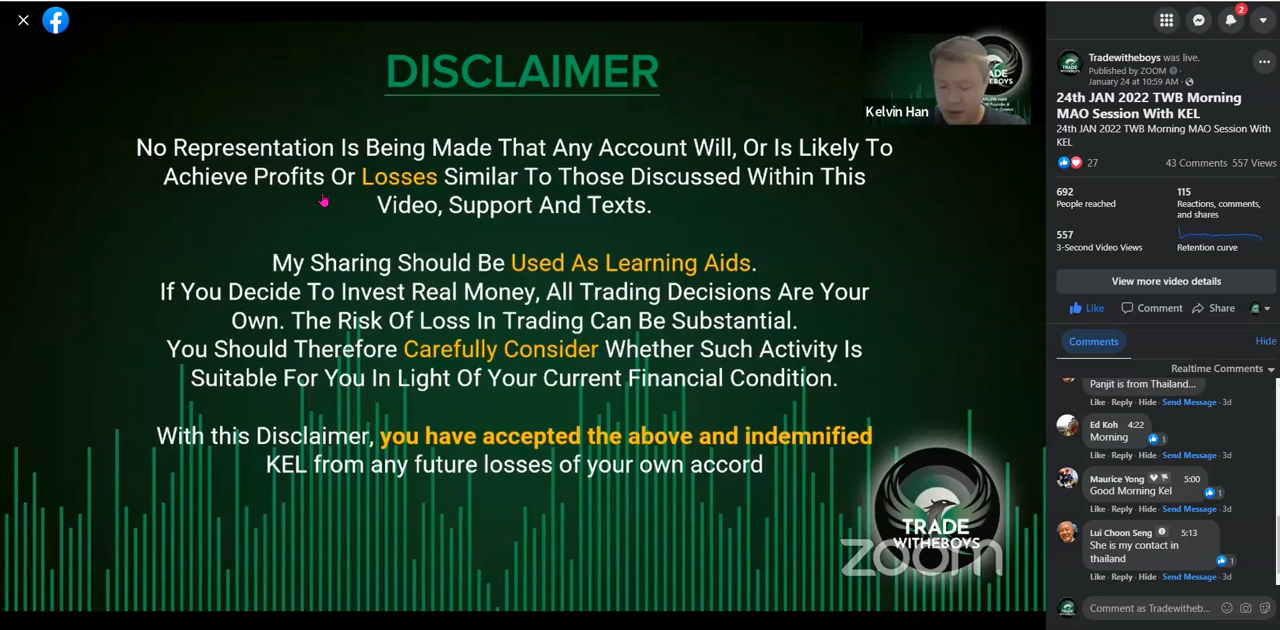 DISCLAIMER
No Representation Is Being Made That Any Account Will, Or Is Likely To
Achieve Profits Or Losses Similar To Those Discussed Within This
Video, Support And Texts.
My Sharing Should Be Used As Learning Aids.
If You Decide To Invest Real Money, All Trading Decisions Are Your
Own. The Risk Of Loss In Trading Can Be Substantial.
You Should Therefore Carefully Consider Whether Such Activity Is
Suitable For You In Light Of Your Current Financial Condition.
With this Disclaimer, you have accepted the above and indemnified
KEL from any future losses of your own accord
Kelvin Han
TRADE
WITHEBOYS
zoom
2
Tradewitheboys was live.
Published by ZOOM
January 24 at 10:59 AM ·
24th JAN 2022 TWB Morning
MAO Session With KEL
24th JAN 2022 TWB Morning MAO Session With
KEL
27
43 Comments 557 Views
692
People reached
115
Reactions, comments,
and shares
557
3-Second Video Views
Retention curve
View more video details
Like Comment Share
Comments
Hide
Realtime Comments
Panjit is from Thailand...
Like · Reply · Hide · Send Message · 3d
Ed Koh 4:22
Morning
1
Like · Reply · Hide · Send Message · 3d
Maurice Yong 5:00
Good Morning Kel
1
Like · Reply · Hide · Send Message · 3d
Lui Choon Seng 5:13
She is my contact in
thailand
1
Like · Reply · Hide · Send Message · 3d
Comment as Tradewitheb...